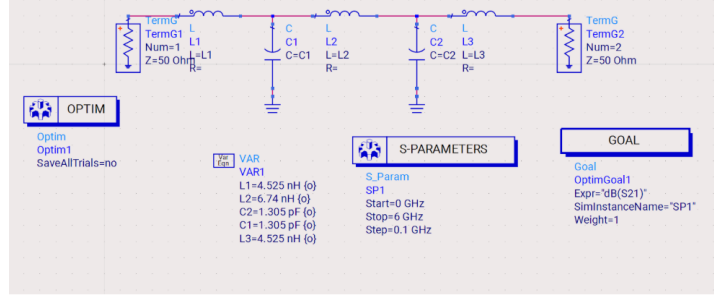 TermG
TermG1
Num=1
Z=50 Ohm
L
L1
L=L1
R=
C
C1
C=C1
L
L2
L=L2
R=
C
C2
C=C2
L
L3
L=L3
R=
TermG
TermG2
Num=2
Z=50 Ohm
OPTIM
Optim
Optim1
SaveAllTrials=no
Var
Eqn
VAR
VAR1
L1=4.525 nH {o}
L2=6.74 nH {o}
C2=1.305 pF {o}
C1=1.305 pF {o}
L3=4.525 nH {o}
S-PARAMETERS
S_Param
SP1
Start=0 GHz
Stop=6 GHz
Step=0.1 GHz
GOAL
Goal
OptimGoal1
Expr="dB(S21)"
SimInstanceName="SP1"
Weight=1